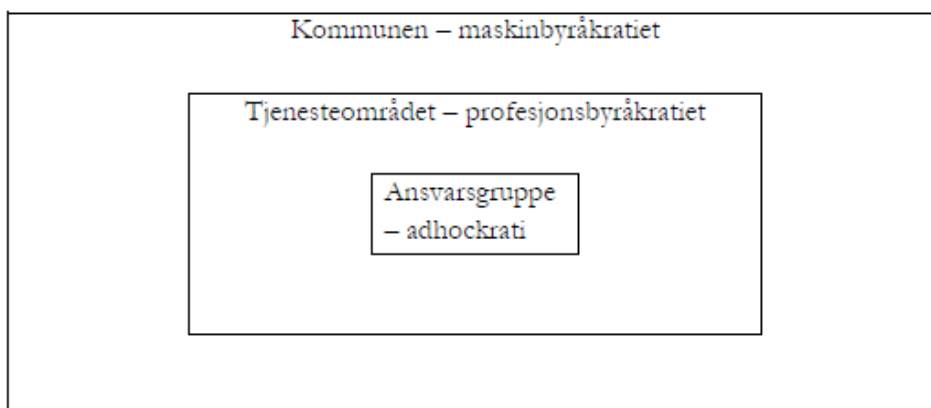 Kommunen – maskinbyråkratiet
Tjenesteområdet – profesjonsbyråkratiet
Ansvarsgruppe
– adhockrati